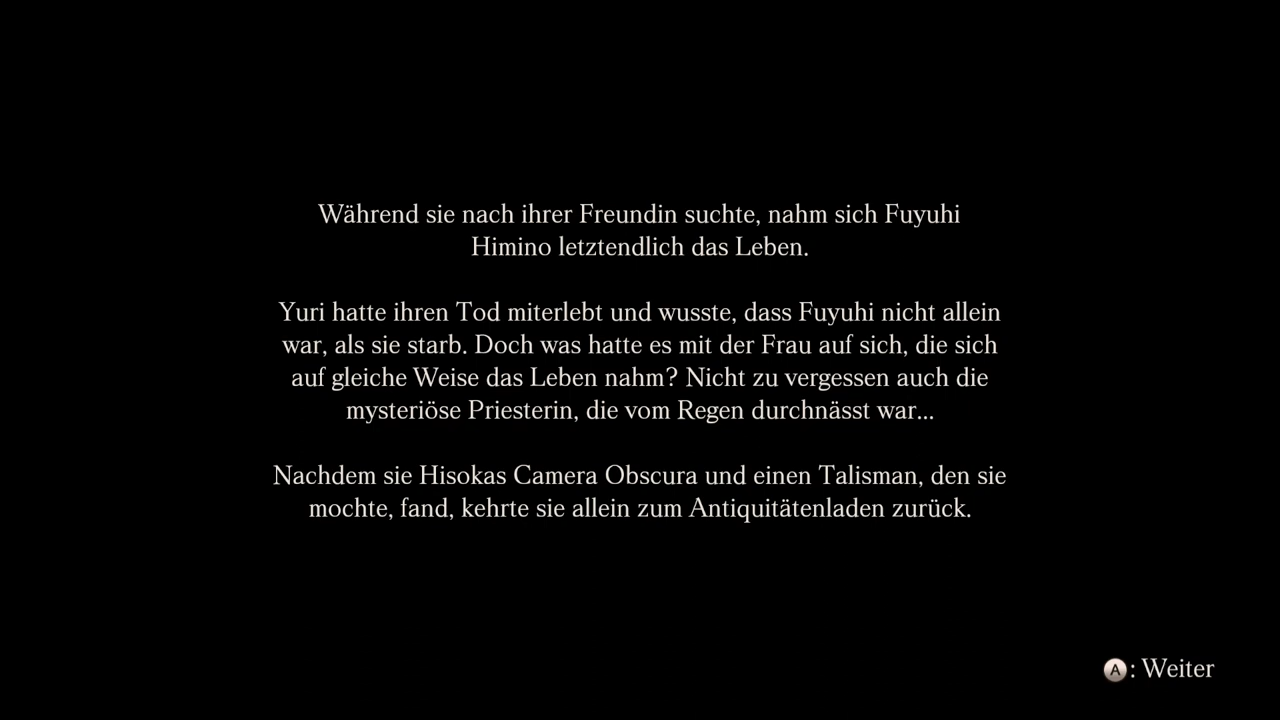 Während sie nach ihrer Freundin suchte, nahm sich Fuyuhi
Himino letztendlich das Leben.
Yuri hatte ihren Tod miterlebt und wusste, dass Fuyuhi nicht allein
war, als sie starb. Doch was hatte es mit der Frau auf sich, die sich
auf gleiche Weise das Leben nahm? Nicht zu vergessen auch die
mysteriöse Priesterin, die vom Regen durchnässt war...
Nachdem sie Hisokas Camera Obscura und einen Talisman, den sie
mochte, fand, kehrte sie allein zum Antiquitätenladen zurück.
A : Weiter